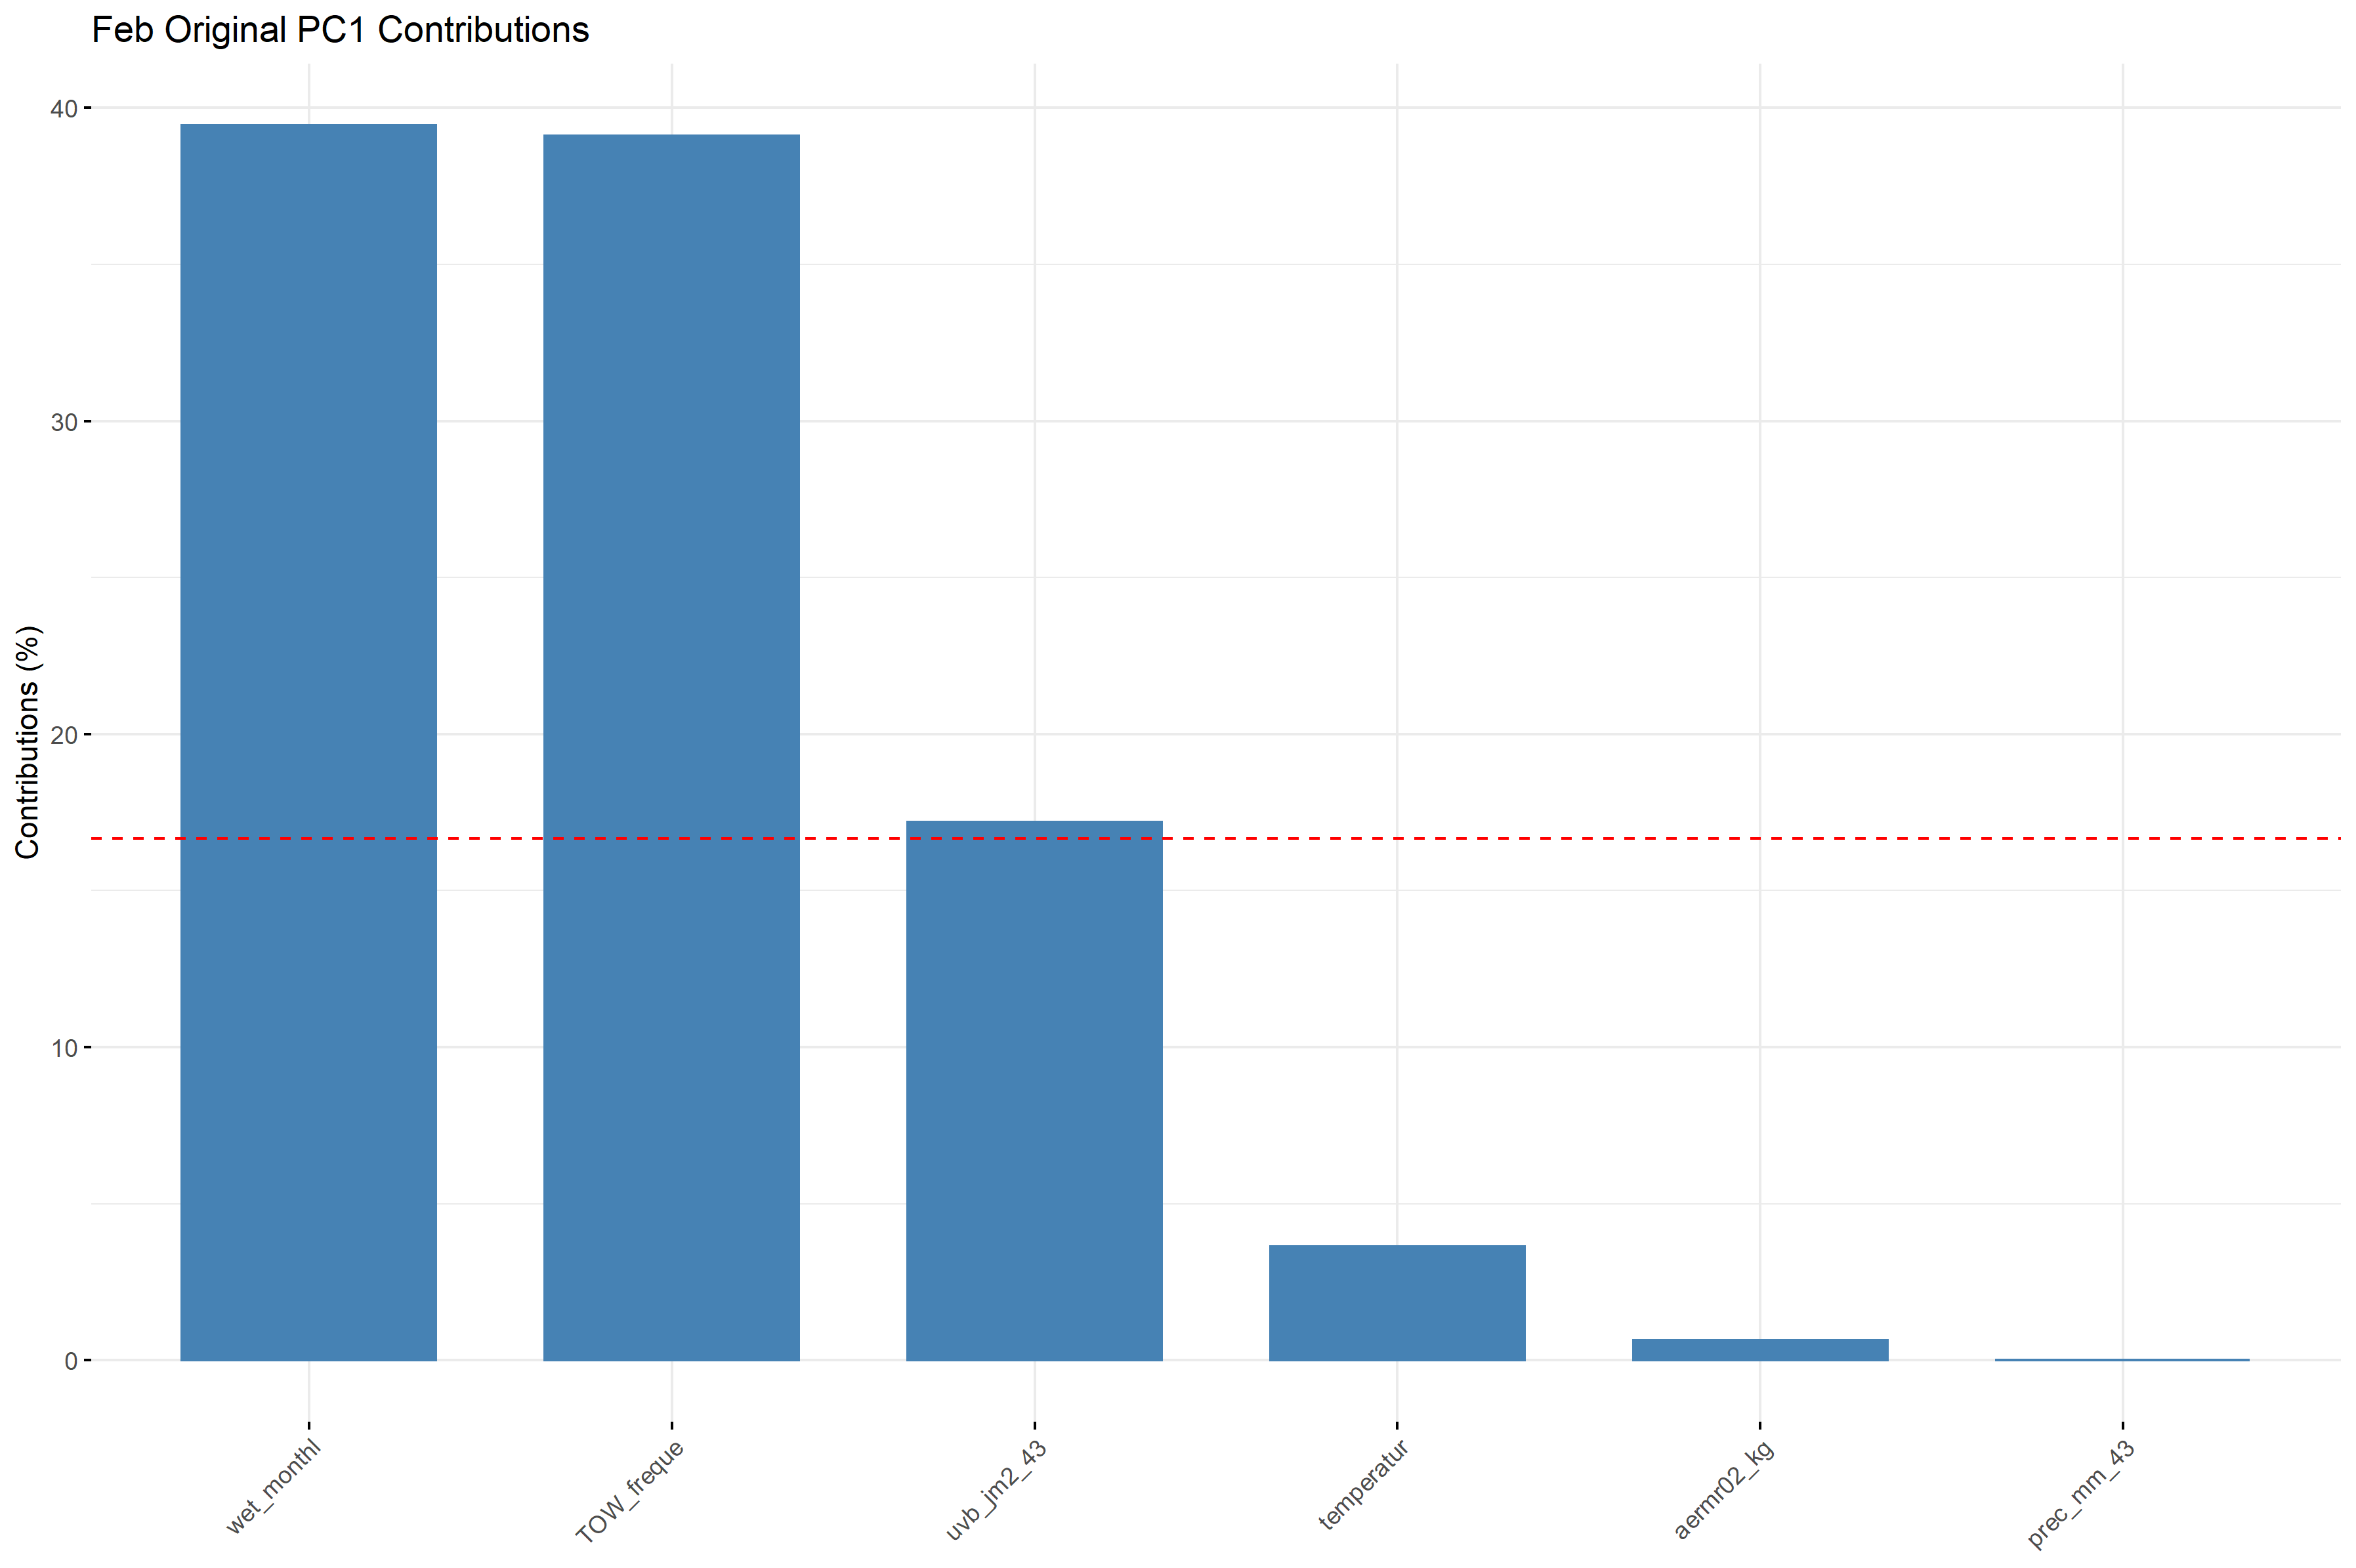 Feb Original PC1 Contributions
Contributions (%)
40
30
20
10
0
wet_monthl
TOW_freque
uvb_jm2_43
temperatur
aermr02_kg
prec_mm_43